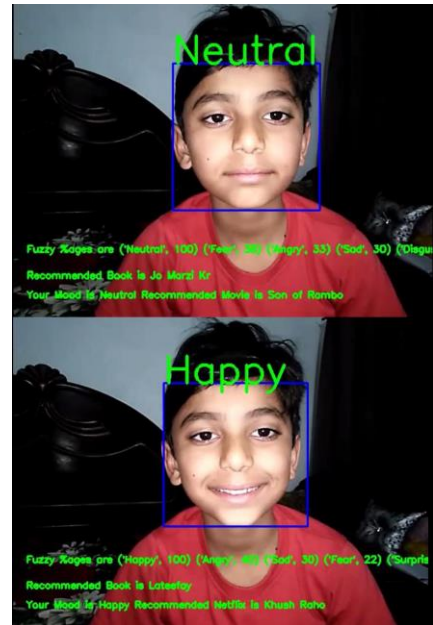 Neutral
Fuzzy %ages are ('Neutral', 100) ('Fear', 38) ('Angry', 33) ('Sad', 30) ('Disgu
Recommended Book is Jo Marzi Kr
Your Mood is Neutral Recommended Movie is Son of Rambo
Happy
Fuzzy %ages are ('Happy', 100) ('Angry', 40) ('Sad', 30) ('Fear', 22) ('Surpris
Recommended Book is Lateefay
Your Mood is Happy Recommended Netflix is Khush Raho